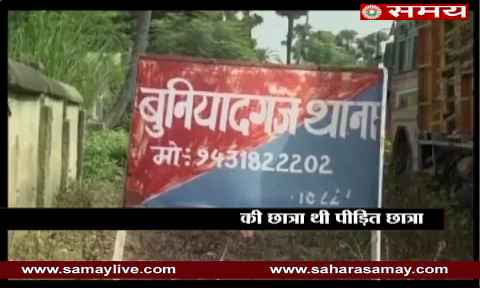 समय
बुनियादगंज थाना
मो: 9431822202
की छात्रा थी पीड़ित छात्रा
www.samaylive.com
www.saharasamay.com